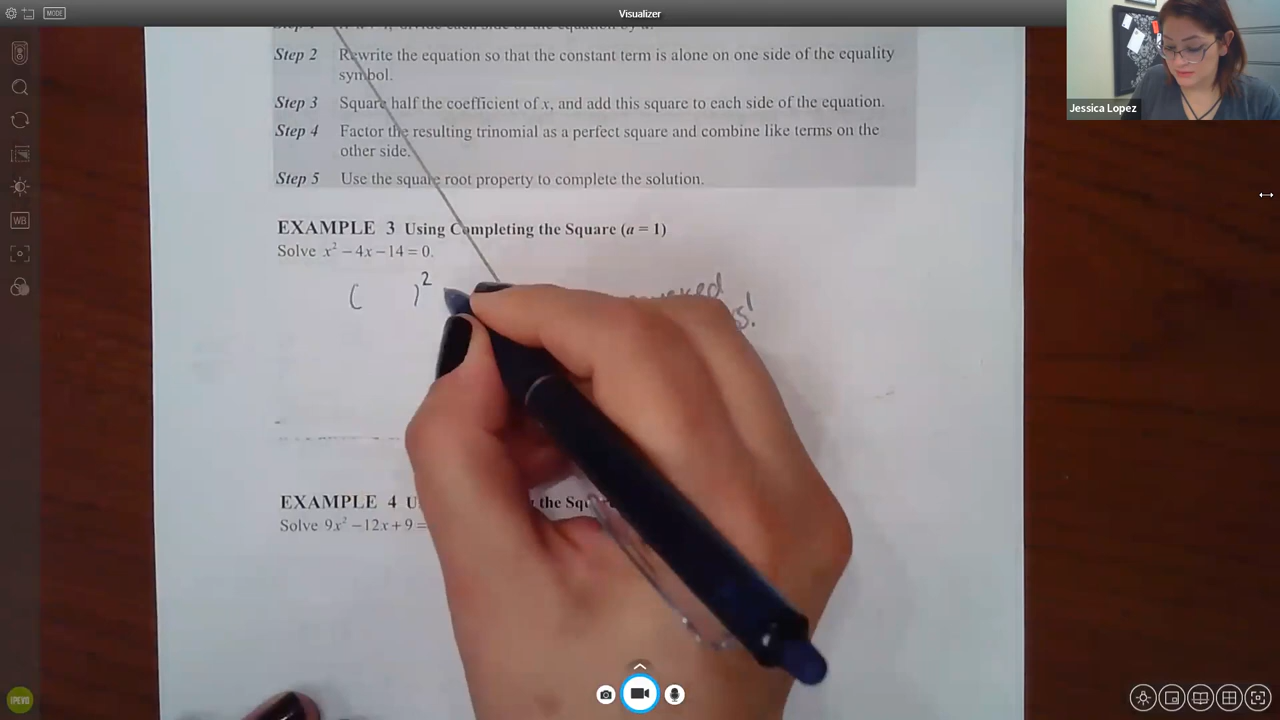 MODE
Visualizer
Jessica Lopez
Step 2 Rewrite the equation so that the constant term is alone on one side of the equality
symbol.
Step 3 Square half the coefficient of x, and add this square to each side of the equation.
Step 4 Factor the resulting trinomial as a perfect square and combine like terms on the
other side.
Step 5 Use the square root property to complete the solution.
EXAMPLE 3 Using Completing the Square (a = 1)
Solve x² – 4x – 14 = 0.
( )²
EXAMPLE 4 the
Solve 9x² – 12x + 9 =
WB
IPEVO